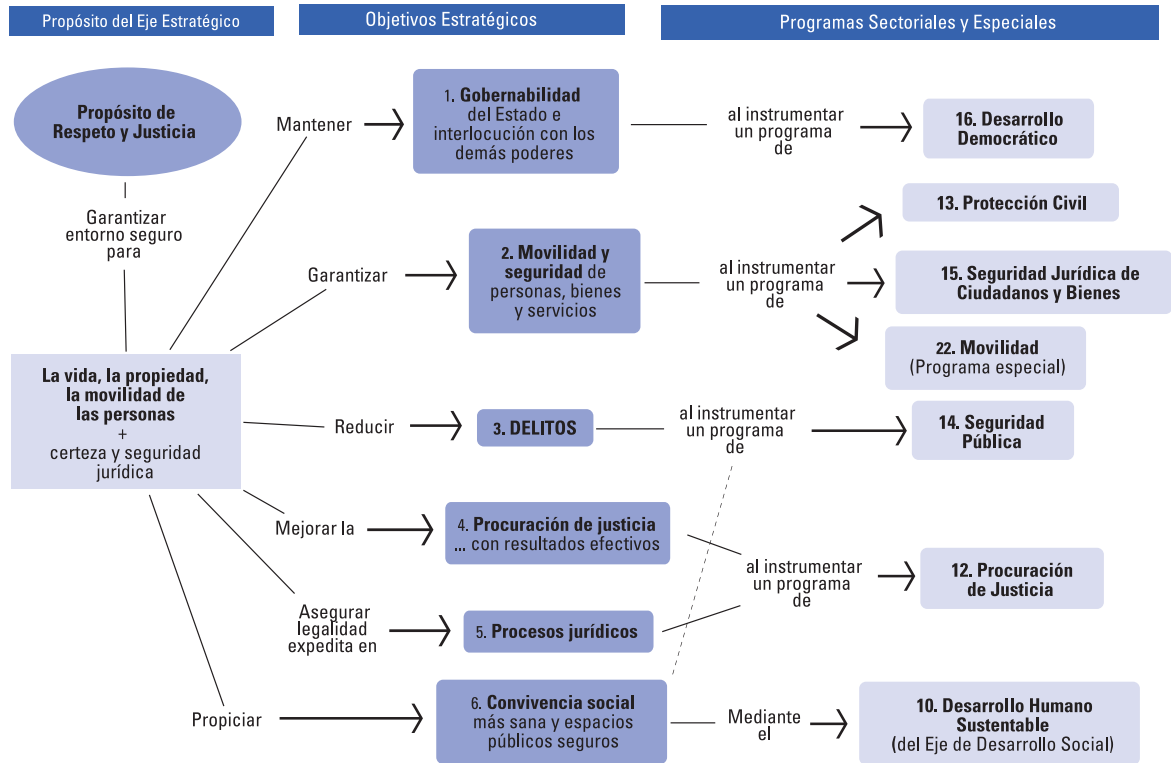 Propósito del Eje Estratégico
Objetivos Estratégicos
Programas Sectoriales y Especiales
Propósito de
Respeto y Justicia
Garantizar
entorno seguro
para
La vida, la propiedad,
la movilidad de
las personas
+
certeza y seguridad
jurídica
Mantener
1. Gobernabilidad
del Estado e
interlocución con los
demás poderes
al instrumentar
un programa
de
16. Desarrollo
Democrático
Garantizar
2. Movilidad y
seguridad de
personas, bienes
y servicios
al instrumentar
un programa
de
13. Protección Civil
15. Seguridad Jurídica de
Ciudadanos y Bienes
22. Movilidad
(Programa especial)
Reducir
3. DELITOS
al instrumentar
un programa
de
14. Seguridad
Pública
Mejorar la
4. Procuración de justicia
... con resultados efectivos
Asegurar
legalidad
expedita en
5. Procesos jurídicos
al instrumentar
un programa
de
12. Procuración
de Justicia
Propiciar
6. Convivencia social
más sana y espacios
públicos seguros
Mediante
el
10. Desarrollo Humano
Sustentable
(del Eje de Desarrollo Social)